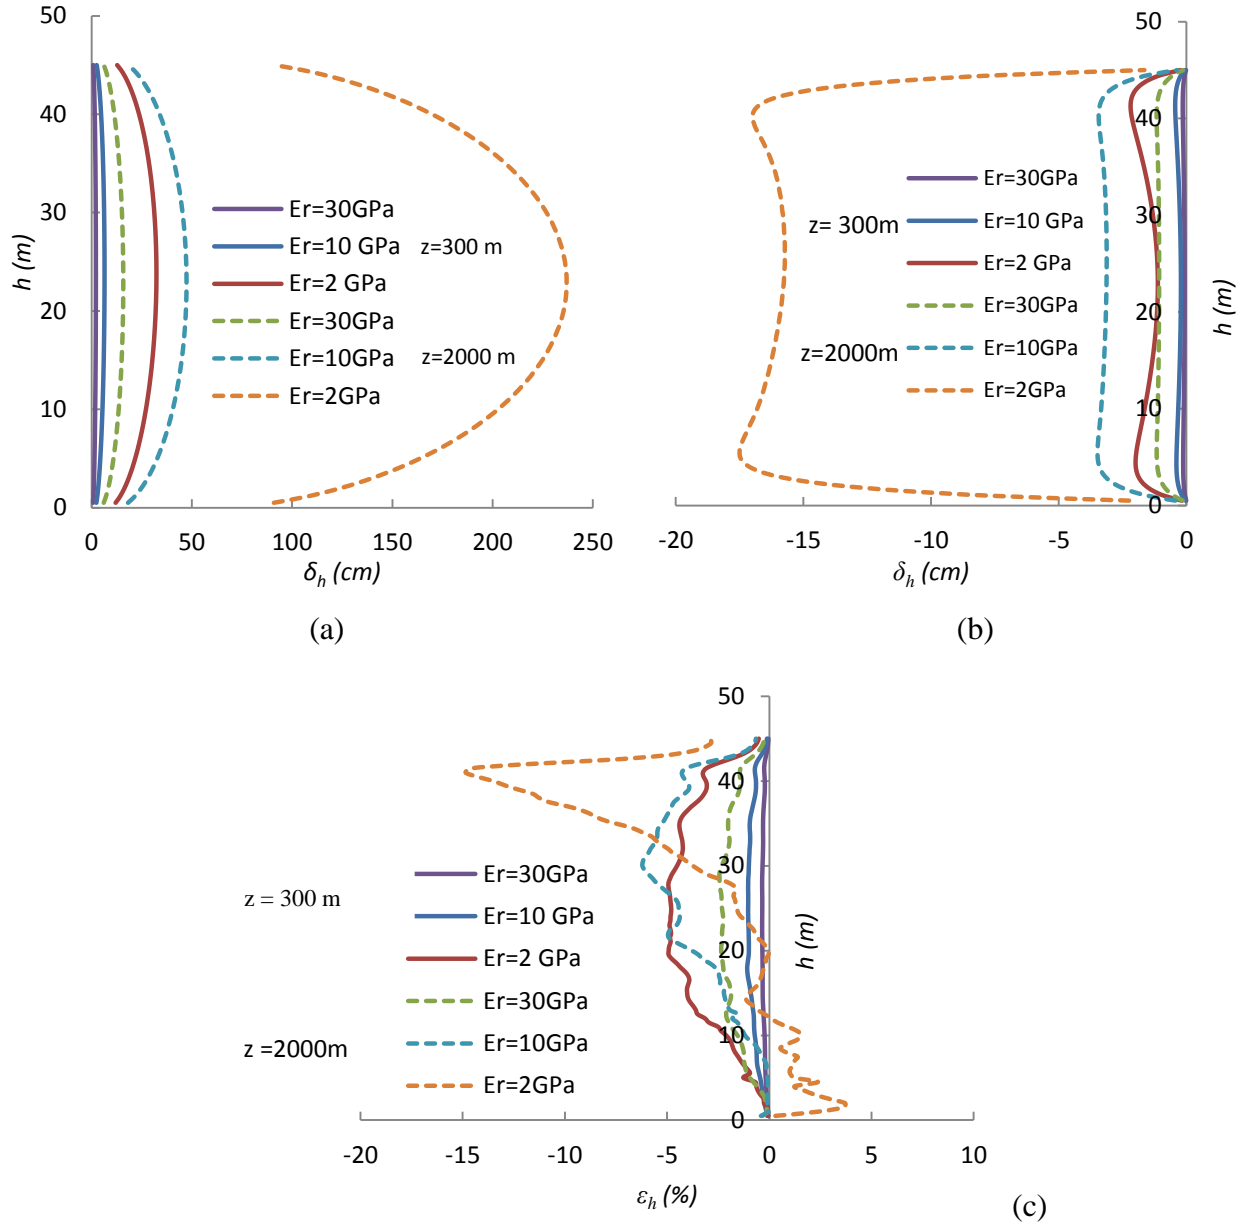 50
40
30
20
10
0
h (m)
Er=30GPa
Er=10 GPa
z=300 m
Er=2 GPa
Er=30GPa
Er=10GPa
z=2000 m
Er=2GPa
0 50 100 150 200 250
δh (cm)
(a)
50
40
30
20
10
0
h (m)
Er=30GPa
Er=10 GPa
z= 300m
Er=2 GPa
Er=30GPa
z=2000m
Er=10GPa
Er=2GPa
-20 -15 -10 -5 0
δh (cm)
(b)
50
40
30
20
10
0
h (m)
Er=30GPa
z = 300 m
Er=10 GPa
Er=2 GPa
Er=30GPa
z =2000m
Er=10GPa
Er=2GPa
-20 -15 -10 -5 0 5 10
εh (%)
(c)